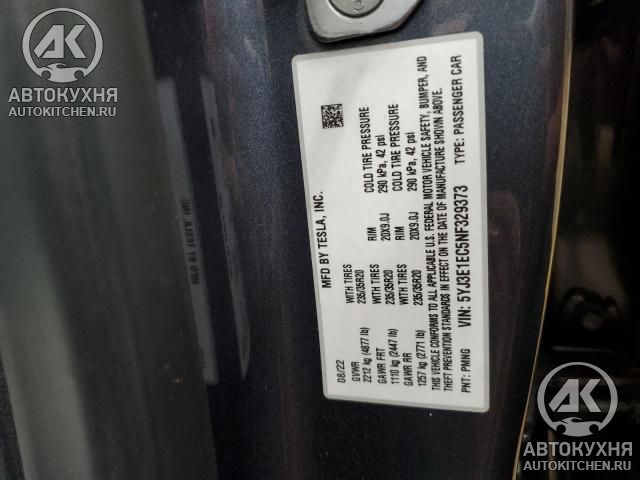 АК
АВТОКУХНЯ
AUTOKITCHEN.RU
MFD BY TESLA, INC.
08/22
GVWR
2212 kg (4877 lb)
WITH TIRES
235/35R20
GAWR FRT
1110 kg (2447 lb)
WITH TIRES
235/35R20
RIM
20X9.0J
COLD TIRE PRESSURE
290 kPa, 42 psi
GAWR RR
1257 kg (2771 lb)
WITH TIRES
235/35R20
RIM
20X9.0J
COLD TIRE PRESSURE
290 kPa, 42 psi
THIS VEHICLE CONFORMS TO ALL APPLICABLE U.S. FEDERAL MOTOR VEHICLE SAFETY, BUMPER, AND
THEFT PREVENTION STANDARDS IN EFFECT ON THE DATE OF MANUFACTURE SHOWN ABOVE.
VIN: 5YJ3E1EC5NF329373
PNT: PMNG
TYPE: PASSENGER CAR
АК
АВТОКУХНЯ
AUTOKITCHEN.RU